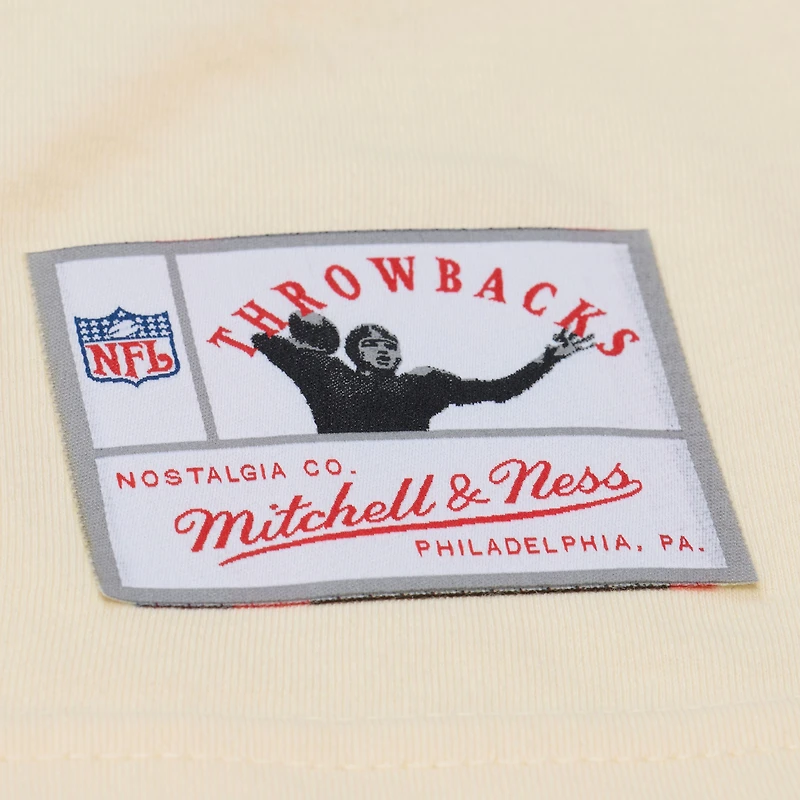 THROWBACKS
NFL
NOSTALGIA CO.
Mitchell & Ness
PHILADELPHIA, PA.